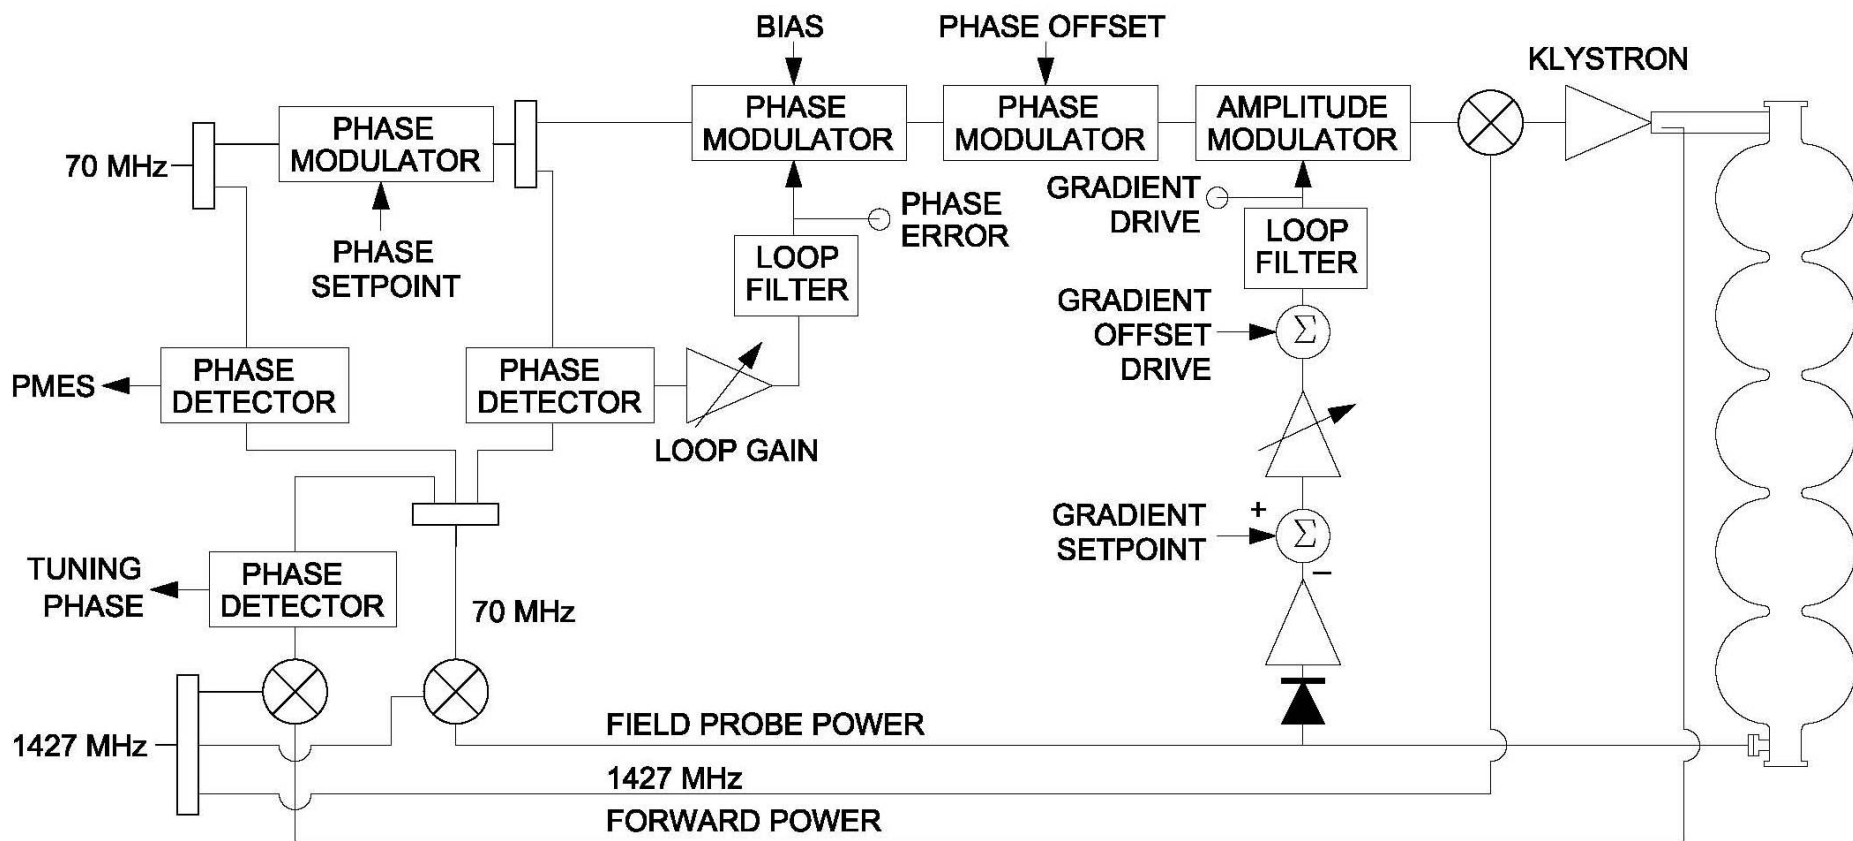 BIAS
PHASE OFFSET
KLYSTRON
PHASE
MODULATOR
PHASE
MODULATOR
PHASE
MODULATOR
AMPLITUDE
MODULATOR
70 MHz
PHASE
SETPOINT
PHASE
ERROR
GRADIENT
DRIVE
LOOP
FILTER
LOOP
FILTER
GRADIENT
OFFSET
DRIVE
Σ
PMES
PHASE
DETECTOR
PHASE
DETECTOR
LOOP GAIN
GRADIENT
SETPOINT
+
Σ
−
TUNING
PHASE
PHASE
DETECTOR
70 MHz
1427 MHz
FIELD PROBE POWER
1427 MHz
FORWARD POWER